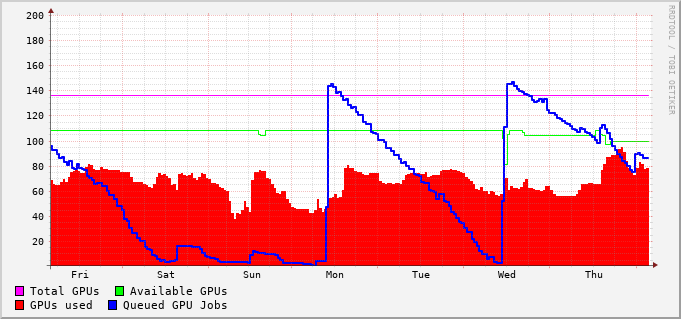 200
180
160
140
120
100
80
60
40
20
Fri Sat Sun Mon Tue Wed Thu
Total GPUs Available GPUs
GPUs used Queued GPU Jobs
RRDTOOL / TOBI OETIKER